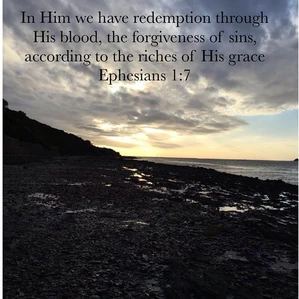 In Him we have redemption through
His blood, the forgiveness of sins,
according to the riches of His grace
Ephesians 1:7